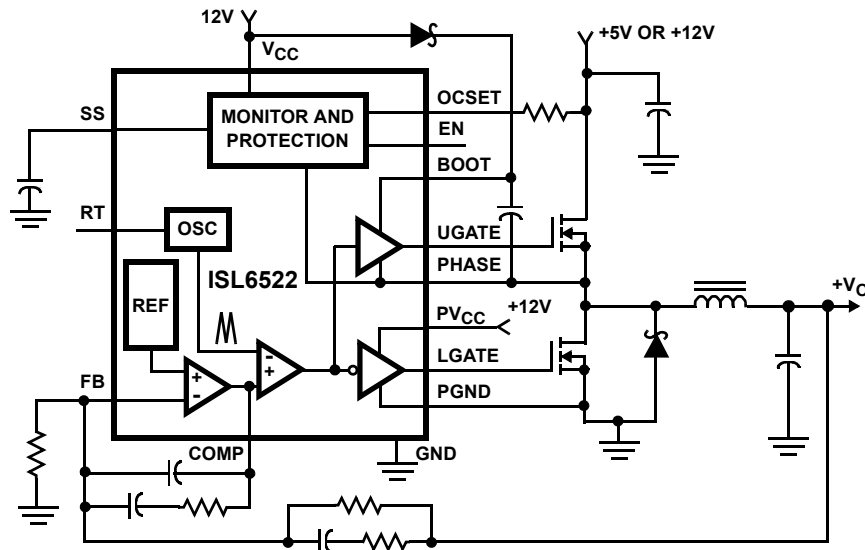 12V
VCC
+5V OR +12V
SS
MONITOR AND
PROTECTION
OCSET
EN
BOOT
RT
OSC
UGATE
ISL6522
PHASE
REF
+12V
PVCC
+VO
LGATE
FB
+
-
-
+
PGND
COMP
GND